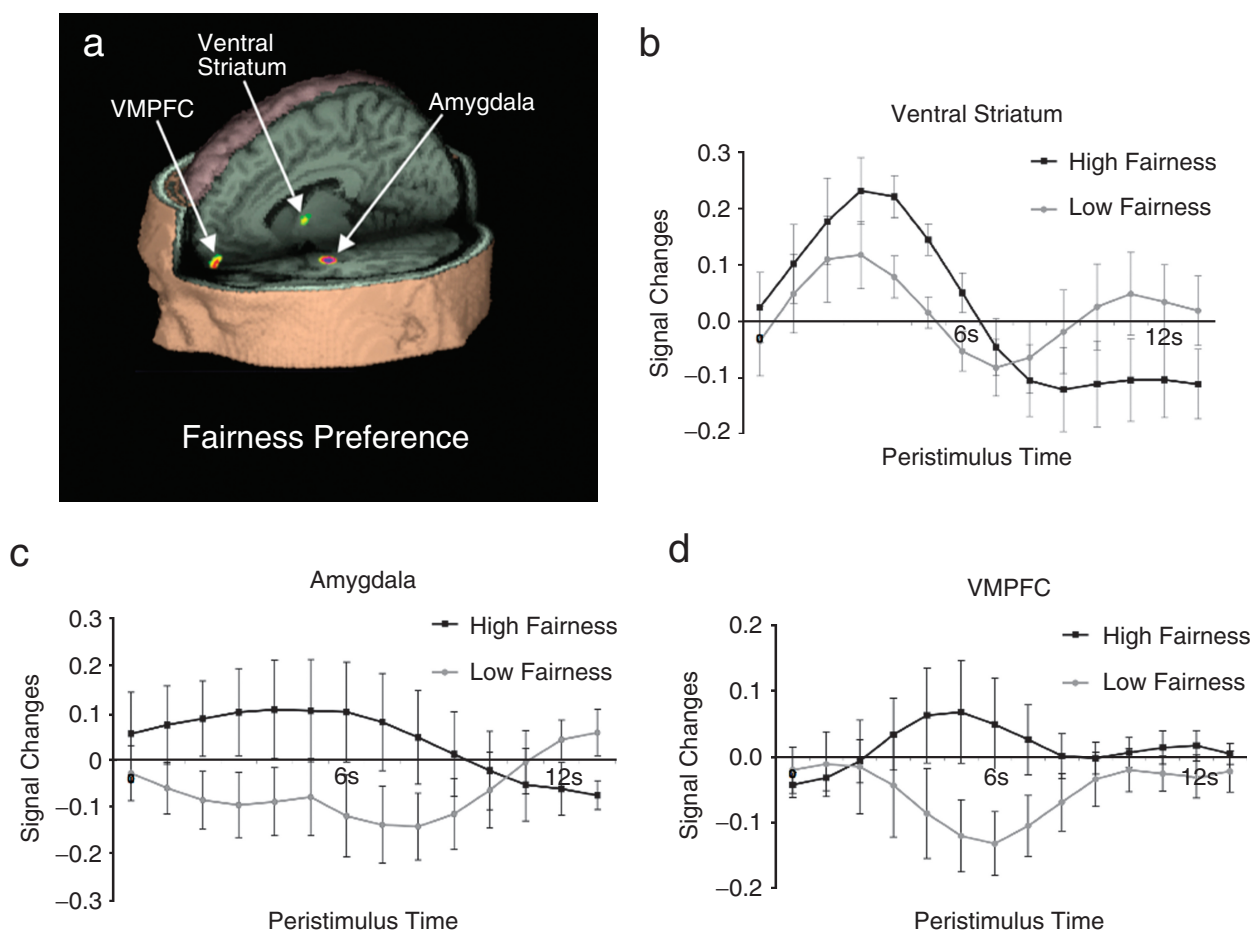 a
Ventral
Striatum
VMPFC
Amygdala
Fairness Preference
b
Ventral Striatum
High Fairness
Low Fairness
Signal Changes
0.3
0.2
0.1
0.0
−0.1
−0.2
0
6s
12s
Peristimulus Time
c
Amygdala
High Fairness
Low Fairness
Signal Changes
0.3
0.2
0.1
0
−0.1
−0.2
−0.3
0
6s
12s
Peristimulus Time
d
VMPFC
High Fairness
Low Fairness
Signal Changes
0.2
0.1
0.0
−0.1
−0.2
0
6s
12s
Peristimulus Time